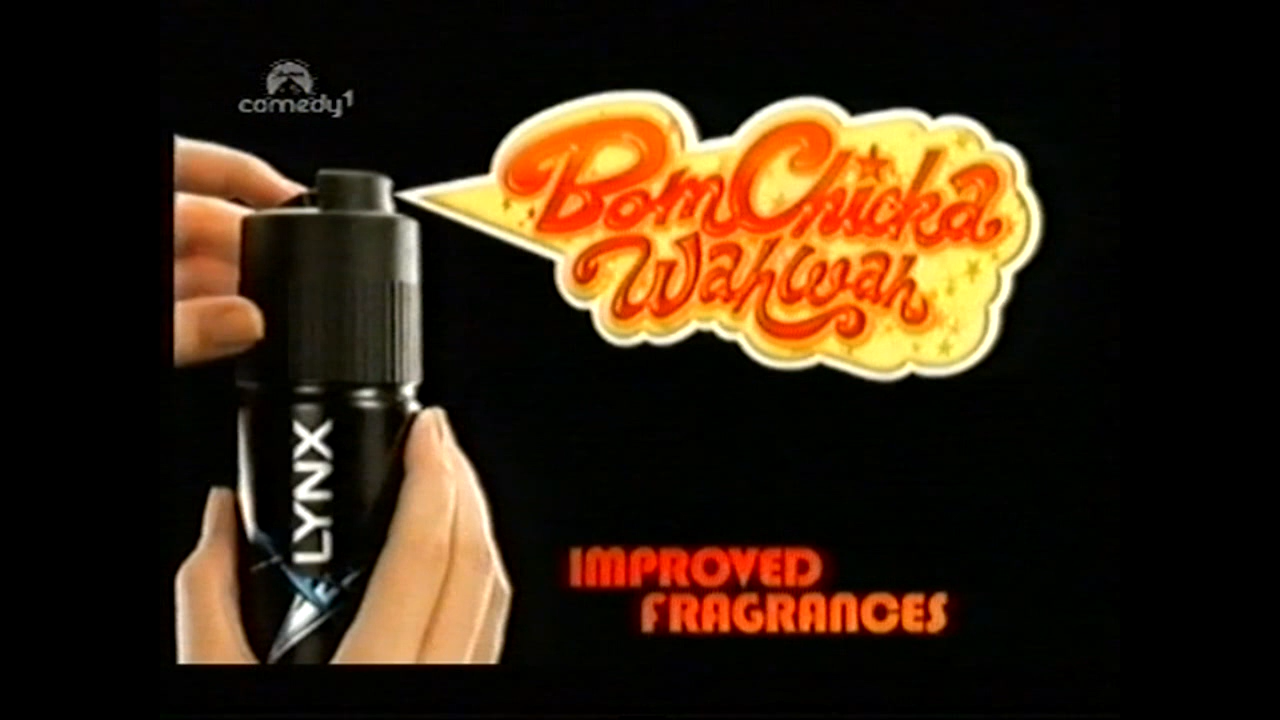 comedy1
Bom Chicka
Wah Wah
LYNX
IMPROVED
FRAGRANCES